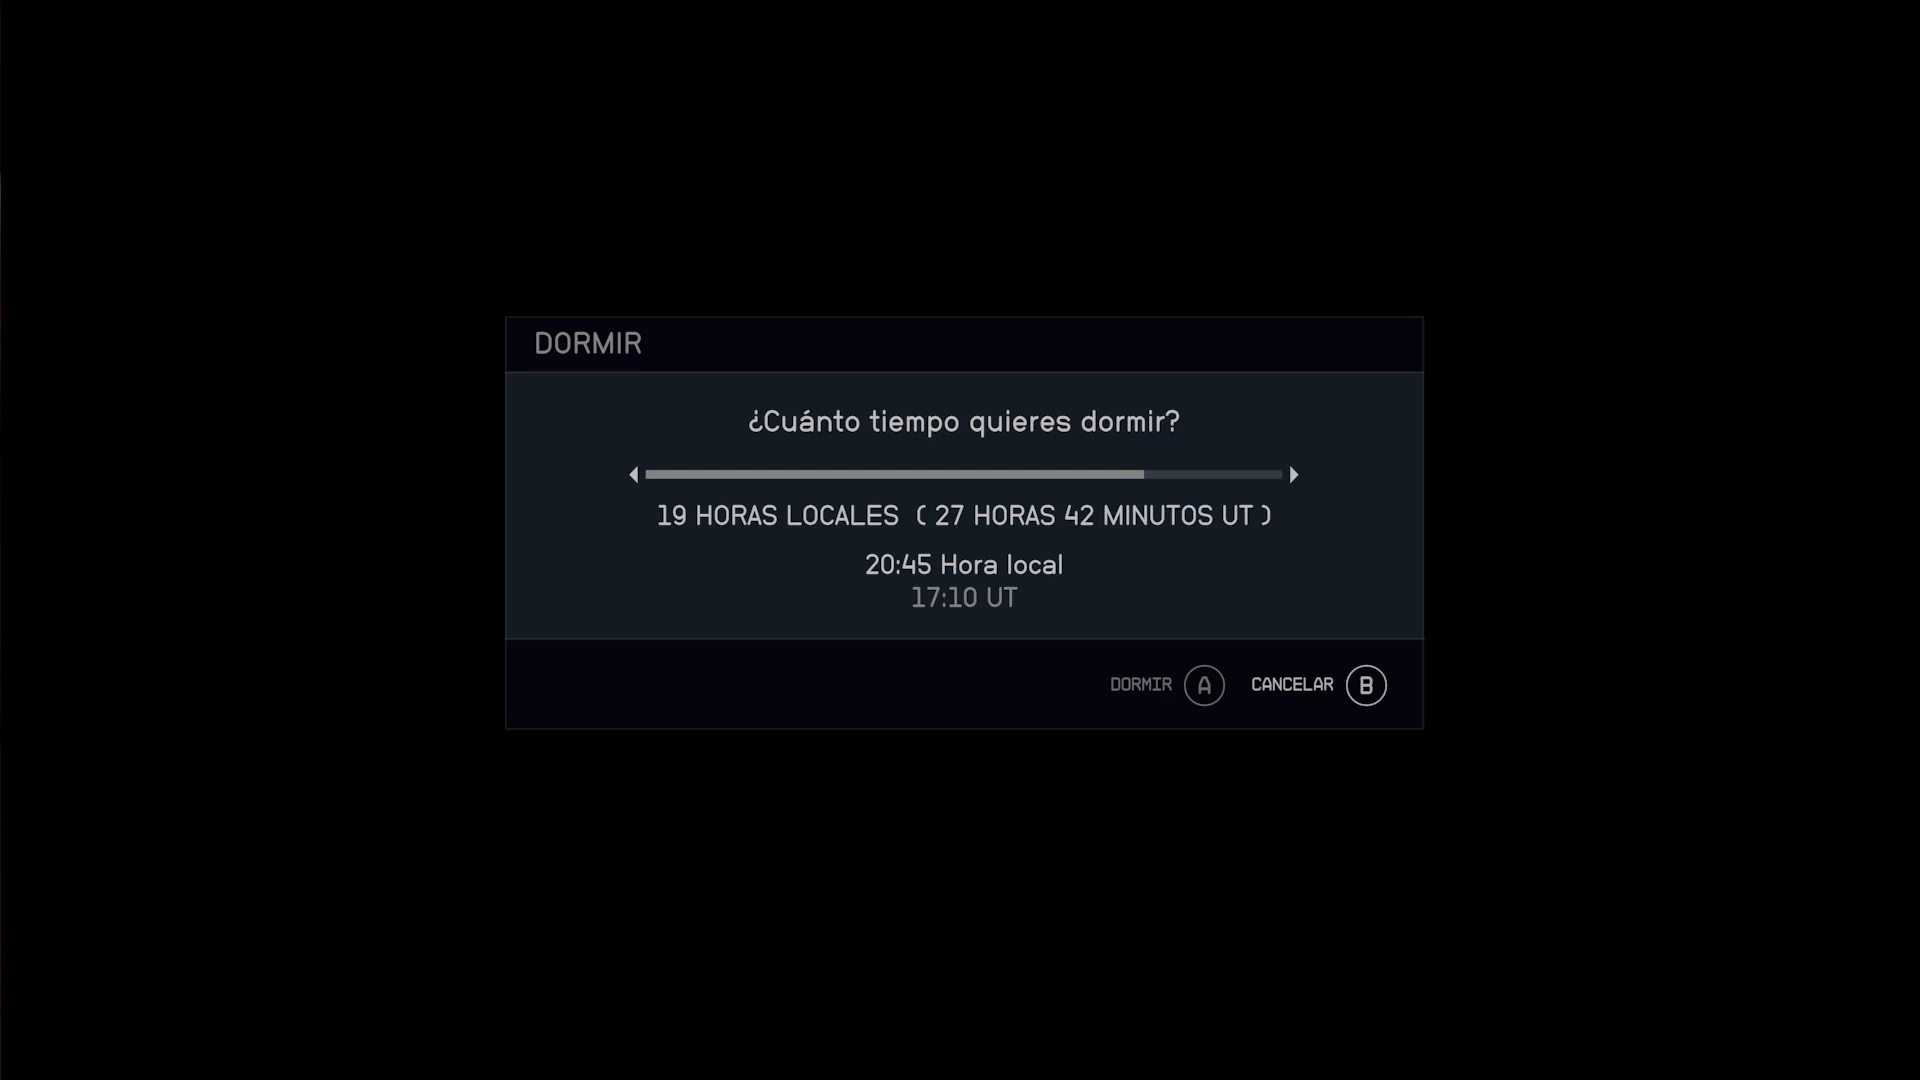 DORMIR
¿Cuánto tiempo quieres dormir?
19 HORAS LOCALES ( 27 HORAS 42 MINUTOS UT )
20:45 Hora local
17:10 UT
DORMIR A CANCELAR B